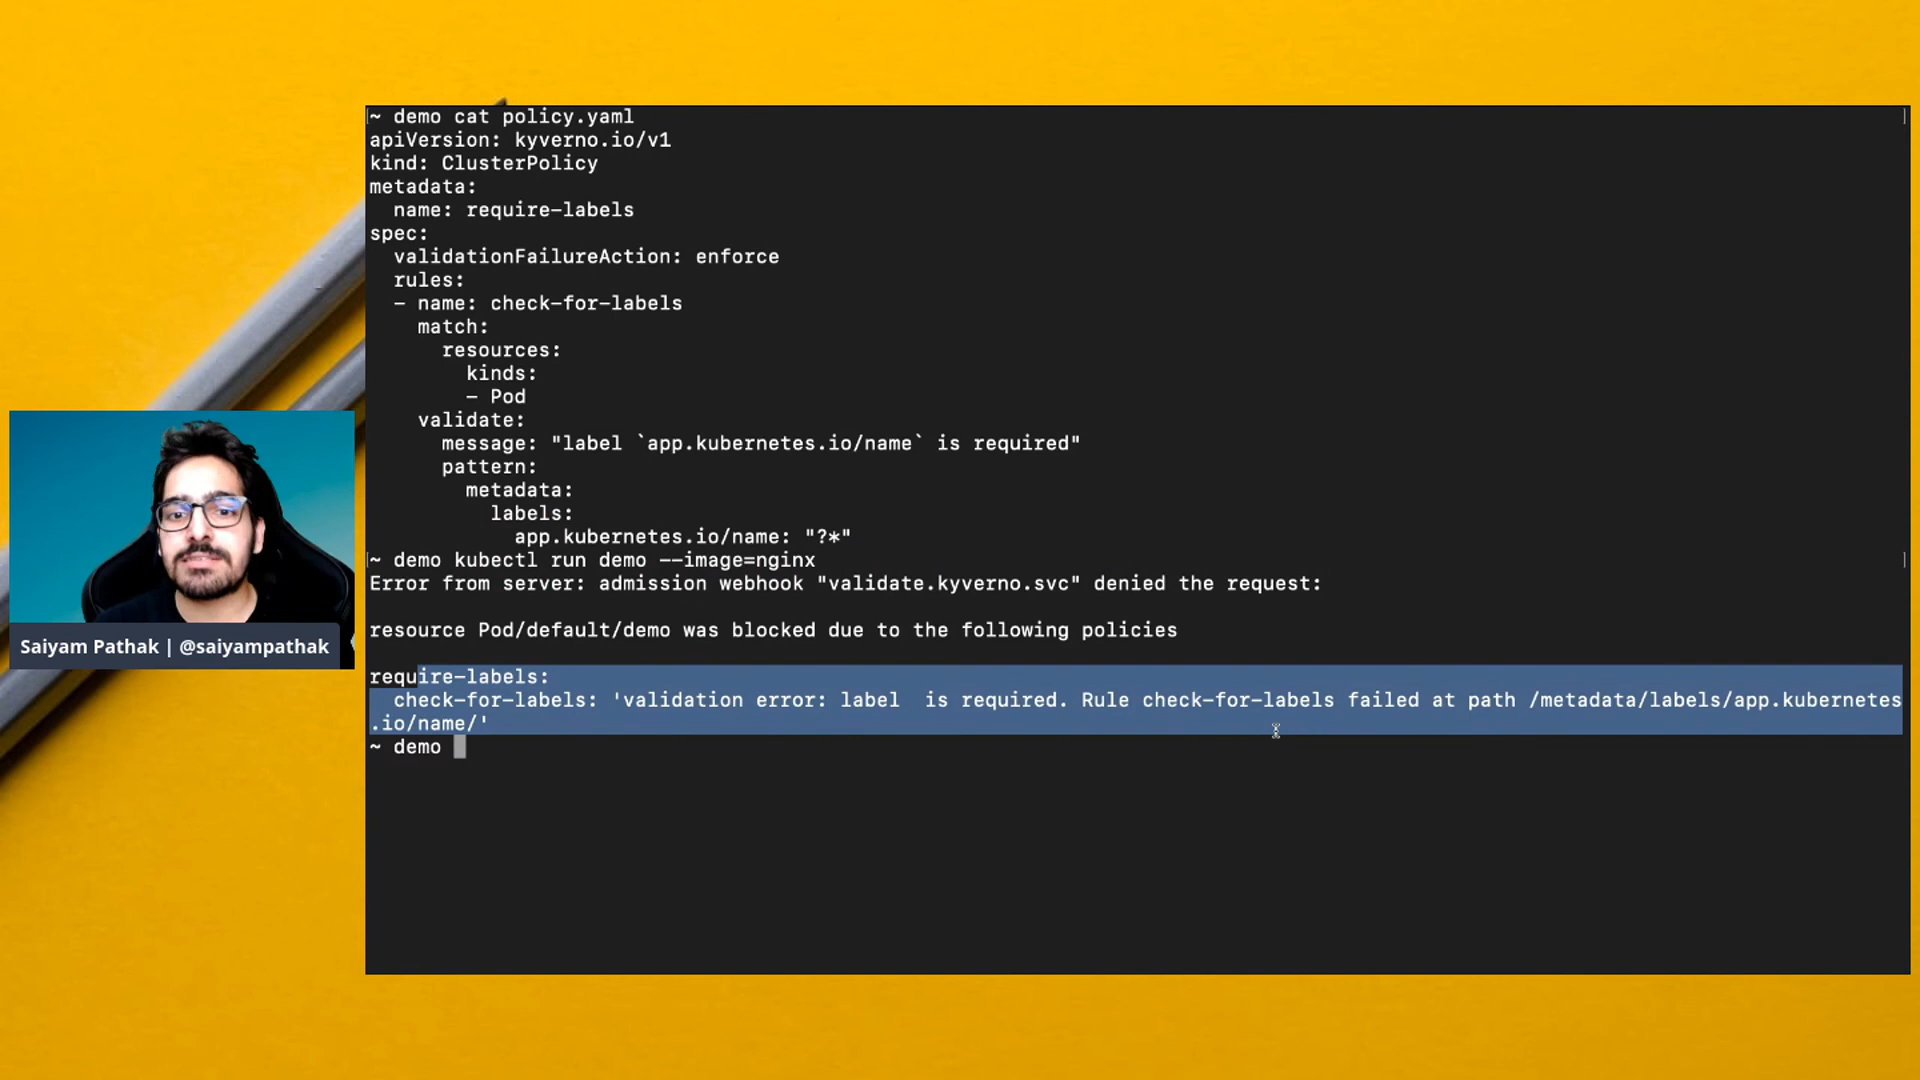 ~ demo cat policy.yaml
apiVersion: kyverno.io/v1
kind: ClusterPolicy
metadata:
  name: require-labels
spec:
  validationFailureAction: enforce
  rules:
  - name: check-for-labels
    match:
      resources:
        kinds:
        - Pod
    validate:
      message: "label `app.kubernetes.io/name` is required"
      pattern:
        metadata:
          labels:
            app.kubernetes.io/name: "?*"
~ demo kubectl run demo --image=nginx
Error from server: admission webhook "validate.kyverno.svc" denied the request:
resource Pod/default/demo was blocked due to the following policies
require-labels:
  check-for-labels: 'validation error: label  is required. Rule check-for-labels failed at path /metadata/labels/app.kubernetes
.io/name/'
~ demo
Saiyam Pathak | @saiyampathak